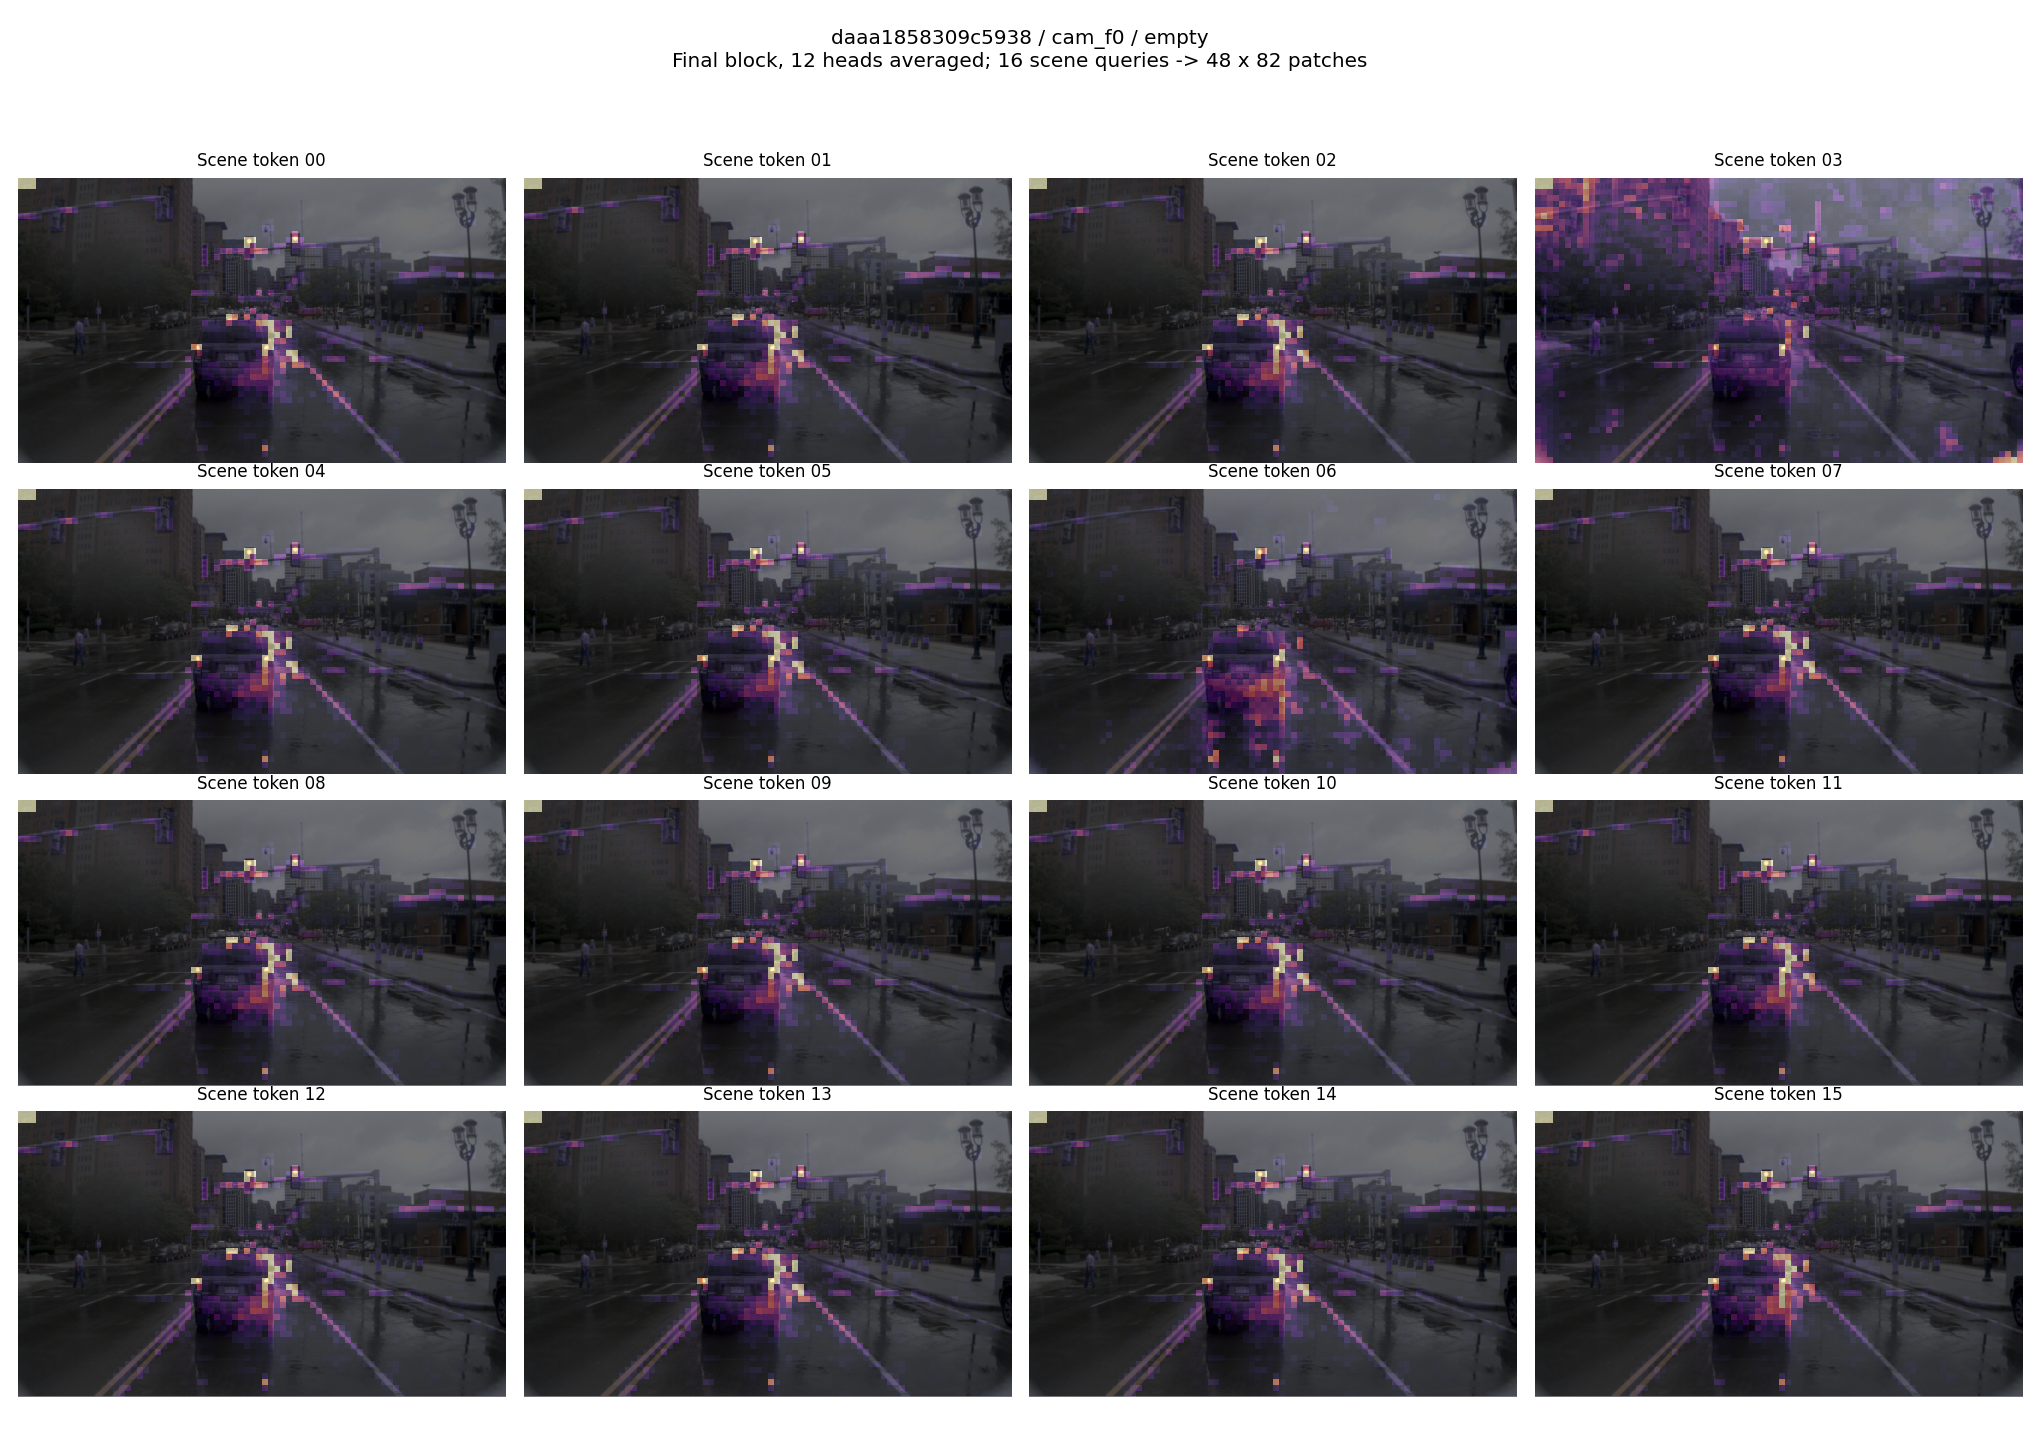 daaa1858309c5938 / cam_f0 / empty
Final block, 12 heads averaged; 16 scene queries -> 48 x 82 patches
Scene token 00
Scene token 01
Scene token 02
Scene token 03
Scene token 04
Scene token 05
Scene token 06
Scene token 07
Scene token 08
Scene token 09
Scene token 10
Scene token 11
Scene token 12
Scene token 13
Scene token 14
Scene token 15